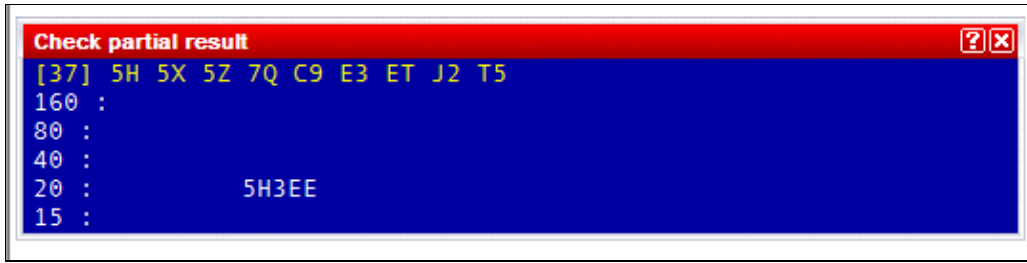 Check partial result
[37] 5H 5X 5Z 7Q C9 E3 ET J2 T5
160 :
80 :
40 :
20 : 5H3EE
15 :